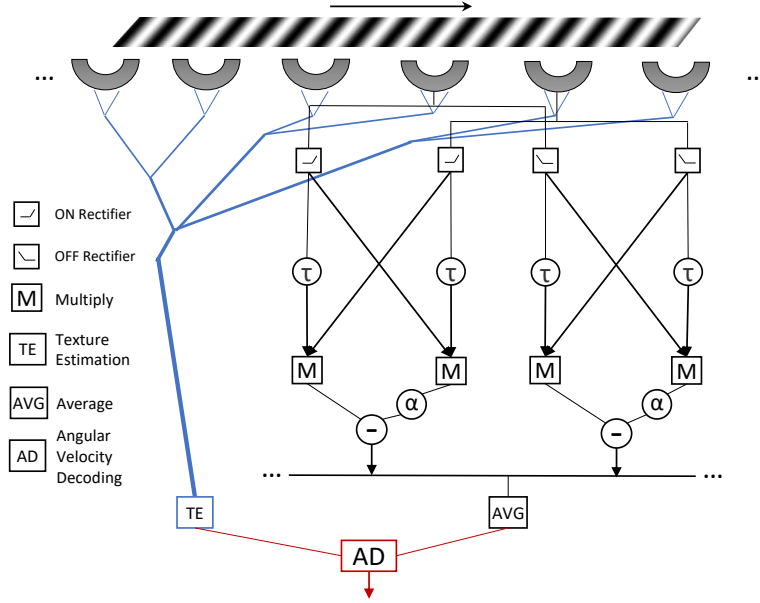 ...
..
ON Rectifier
OFF Rectifier
M Multiply
TE Texture
Estimation
AVG Average
AD Angular
Velocity
Decoding
τ τ τ τ
M M M M
α α
- -
... ...
TE AVG
AD